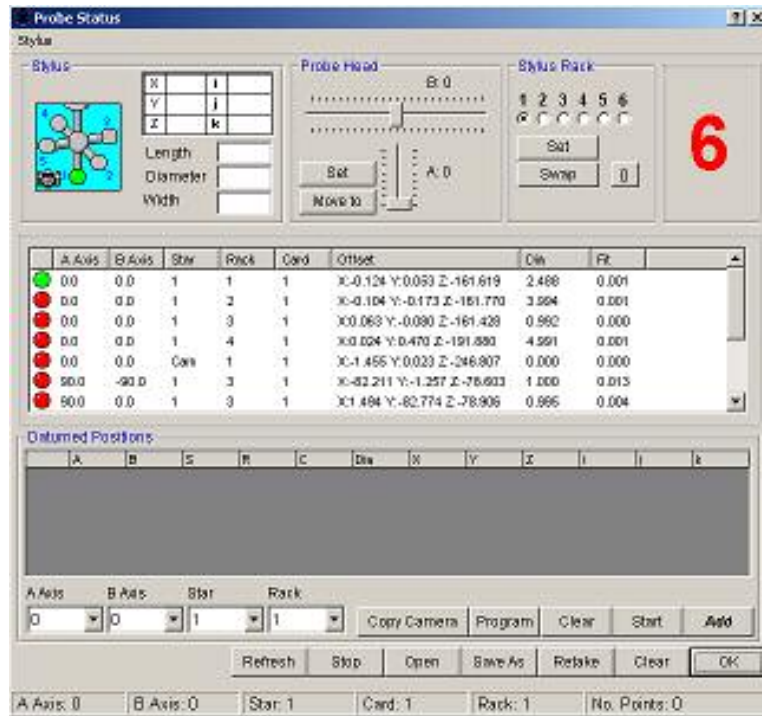 Probe Status
Stylus
Stylus
Probe Head
Stylus Rack
X i
Y j
Z k
Length
Diameter
Width
B: 0
A: 0
Set
Move to
1 2 3 4 5 6
Set
Swap 0
6
A Axis B Axis Star Rack Card Offset Dia Fit
0.0 0.0 1 1 1 X:-0.124 Y:0.053 Z:-161.619 2.488 0.001
0.0 0.0 1 2 1 X:-0.104 Y:-0.173 Z:-161.770 3.994 0.001
0.0 0.0 1 3 1 X:0.063 Y:-0.080 Z:-161.428 0.992 0.000
0.0 0.0 1 4 1 X:0.024 Y:0.470 Z:-191.880 4.991 0.001
0.0 0.0 Cam 1 1 X:-1.455 Y:0.023 Z:-246.807 0.000 0.000
90.0 -90.0 1 3 1 X:-82.211 Y:-1.257 Z:-78.603 1.000 0.013
90.0 0.0 1 3 1 X:1.494 Y:-82.774 Z:-78.906 0.995 0.004
Datumed Positions
A B S R C Dia X Y Z i j k
A Axis B Axis Star Rack
0 0 1 1 Copy Camera Program Clear Start Add
Refresh Stop Open Save As Retake Clear OK
A Axis: 0 B Axis: 0 Star: 1 Card: 1 Rack: 1 No. Points: 0